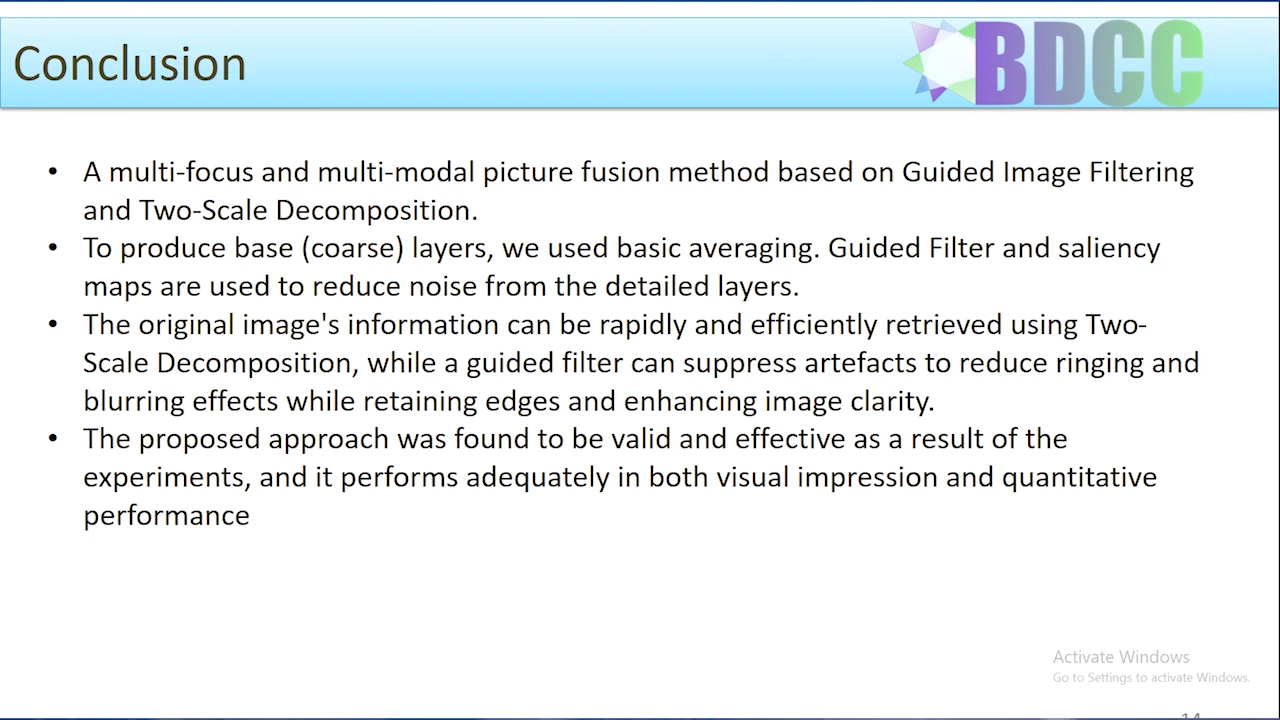 Conclusion
BDCC
• A multi-focus and multi-modal picture fusion method based on Guided Image Filtering
and Two-Scale Decomposition.
• To produce base (coarse) layers, we used basic averaging. Guided Filter and saliency
maps are used to reduce noise from the detailed layers.
• The original image's information can be rapidly and efficiently retrieved using Two-
Scale Decomposition, while a guided filter can suppress artefacts to reduce ringing and
blurring effects while retaining edges and enhancing image clarity.
• The proposed approach was found to be valid and effective as a result of the
experiments, and it performs adequately in both visual impression and quantitative
performance
Activate Windows
Go to Settings to activate Windows.
14